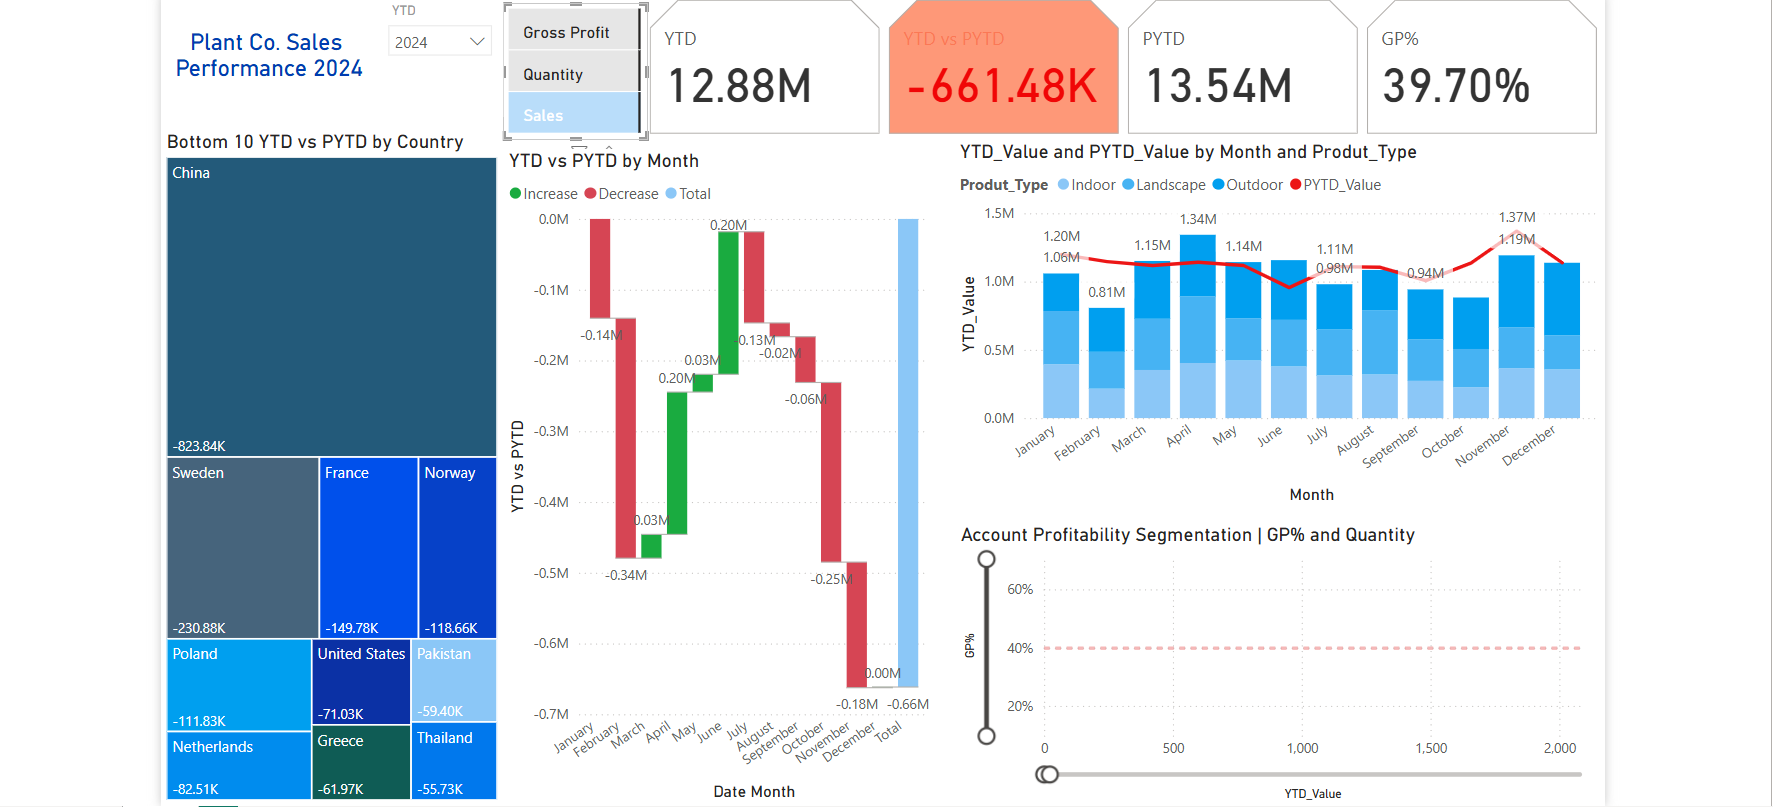 Plant Co. Sales
Performance 2024
YTD
2024
Gross Profit
Quantity
Sales
YTD
12.88M
YTD vs PYTD
-661.48K
PYTD
13.54M
GP%
39.70%
Bottom 10 YTD vs PYTD by Country
China
-823.84K
Sweden
-230.88K
France
-149.78K
Norway
-118.66K
Poland
-111.83K
United States
-71.03K
Pakistan
-59.40K
Netherlands
-82.51K
Greece
-61.97K
Thailand
-55.73K
YTD vs PYTD by Month
Increase Decrease Total
YTD vs PYTD
0.0M
-0.1M
-0.2M
-0.3M
-0.4M
-0.5M
-0.6M
-0.7M
-0.14M
-0.34M
0.03M
0.20M
0.03M
0.20M
-0.13M
-0.02M
-0.06M
-0.25M
-0.18M
0.00M
-0.66M
January
February
March
April
May
June
July
August
September
October
November
December
Total
Date Month
YTD_Value and PYTD_Value by Month and Produt_Type
Produt_Type Indoor Landscape Outdoor PYTD_Value
YTD_Value
1.5M
1.0M
0.5M
0.0M
1.20M
1.06M
0.81M
1.15M
1.34M
1.14M
1.11M
0.98M
0.94M
1.37M
1.19M
January
February
March
April
May
June
July
August
September
October
November
December
Month
Account Profitability Segmentation | GP% and Quantity
GP%
60%
40%
20%
0
500
1,000
1,500
2,000
YTD_Value